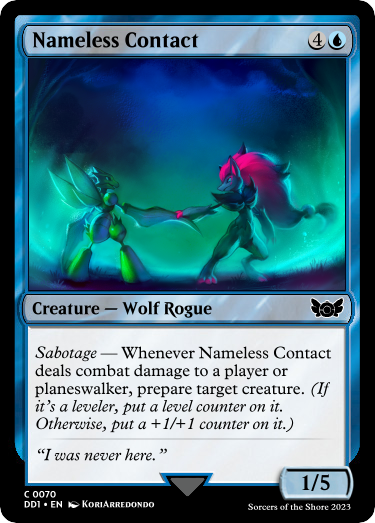 Nameless Contact 4
Creature — Wolf Rogue
Sabotage — Whenever Nameless Contact
deals combat damage to a player or
planeswalker, prepare target creature. (If
it's a leveler, put a level counter on it.
Otherwise, put a +1/+1 counter on it.)
“I was never here.”
1/5
C 0070
DD1 • EN KoriArredondo
Sorcers of the Shore 2023